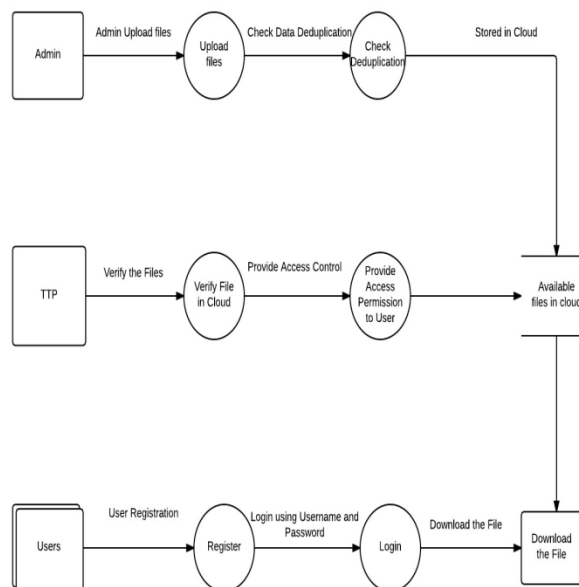 Admin
Admin Upload files
Upload
files
Check Data Deduplication
Check
Deduplication
Stored in Cloud
TTP
Verify the Files
Verify File
in Cloud
Provide Access Control
Provide
Access
Permission
to User
Available
files in cloud
Users
User Registration
Register
Login using Username and
Password
Login
Download the File
Download
the File